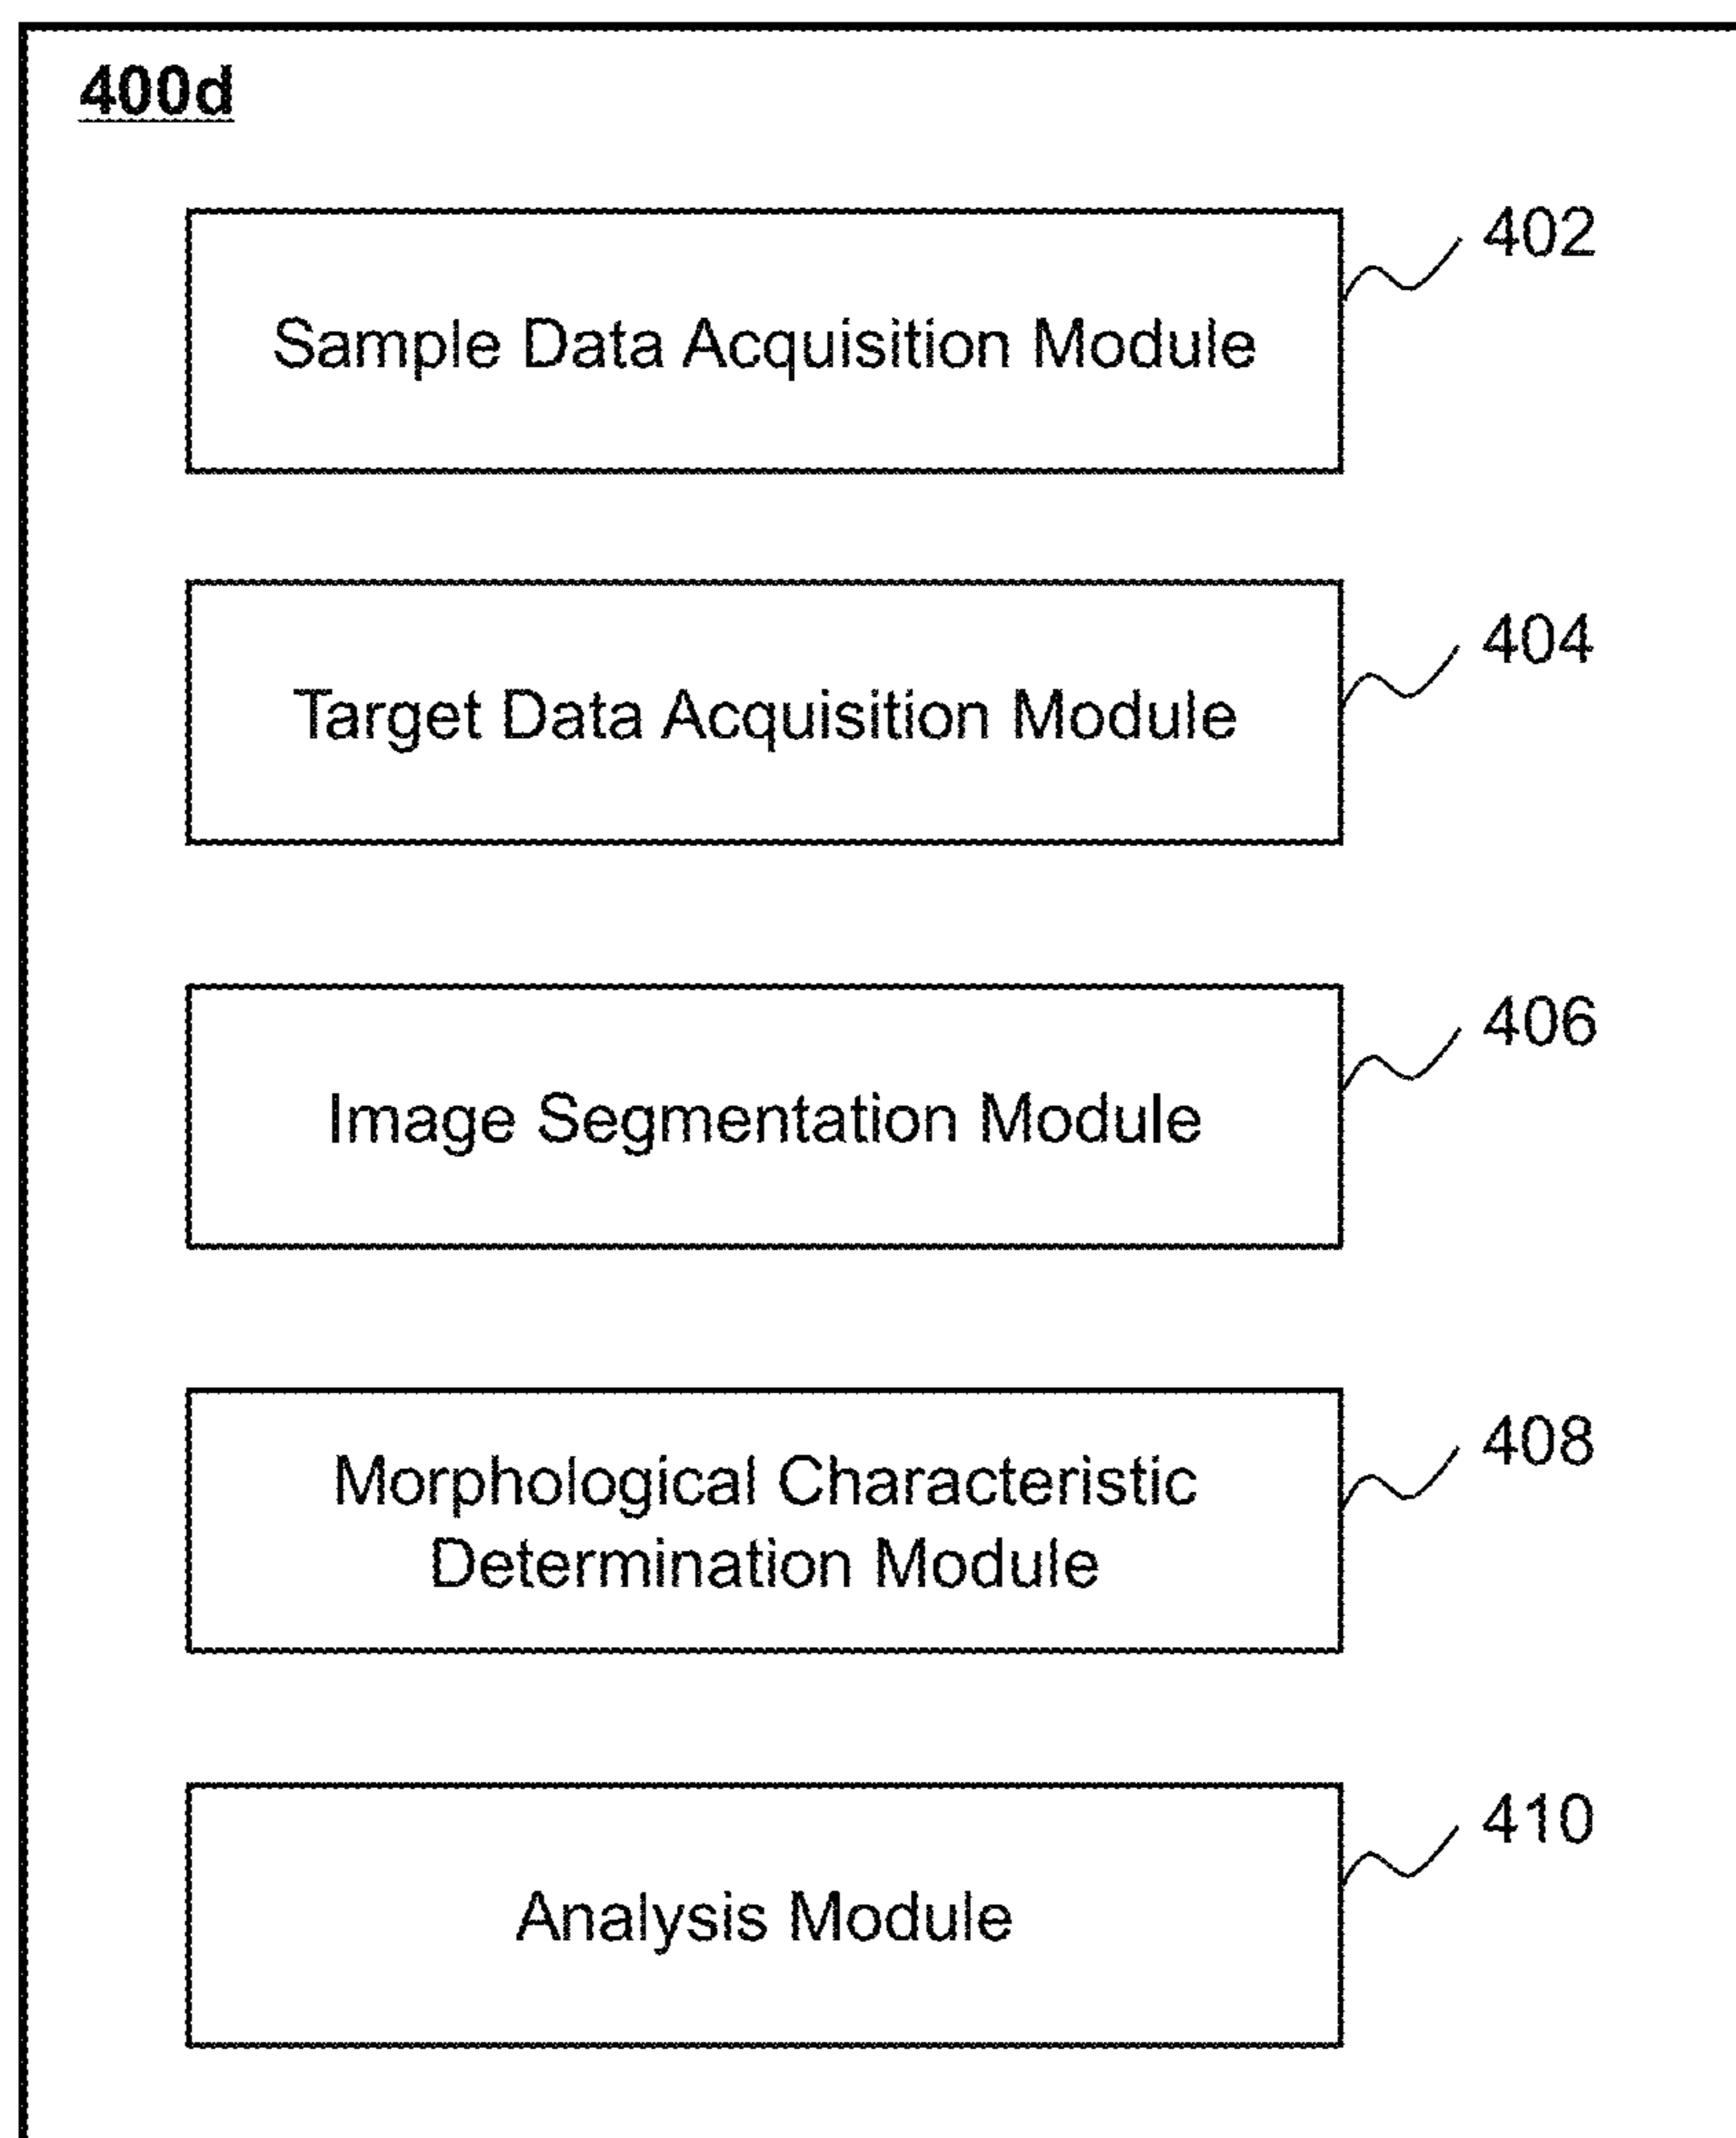 400d
402
Sample Data Acquisition Module
404
Target Data Acquisition Module
406
Image Segmentation Module
408
Morphological Characteristic
Determination Module
410
Analysis Module